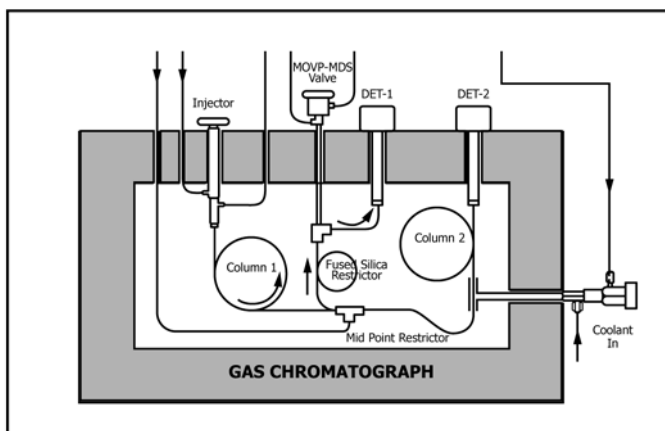 MOVP-MDS
Valve
Injector
DET-1
DET-2
Column 1
Column 2
Fused Silica
Restrictor
Mid Point Restrictor
Coolant
In
GAS CHROMATOGRAPH